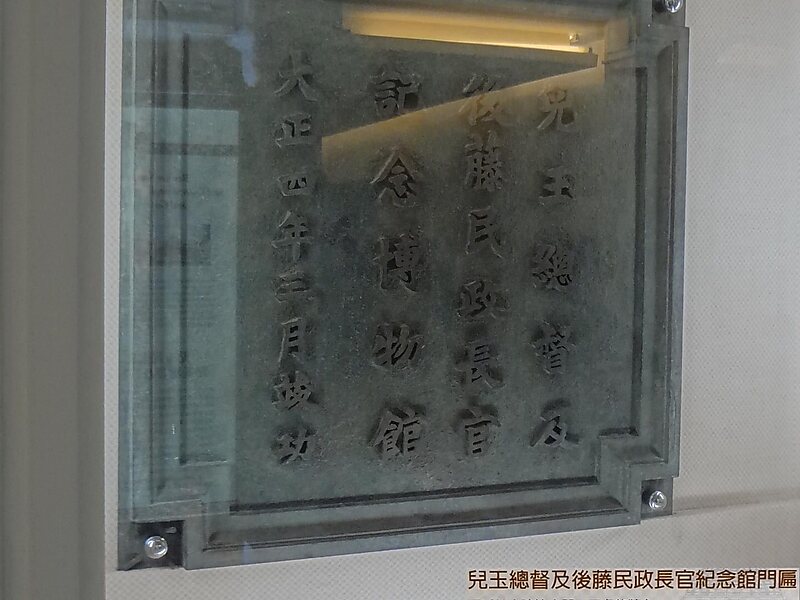 兒玉總督及
後藤民政長官
記念博物館
大正四年三月竣功
兒玉總督及後藤民政長官紀念館門匾